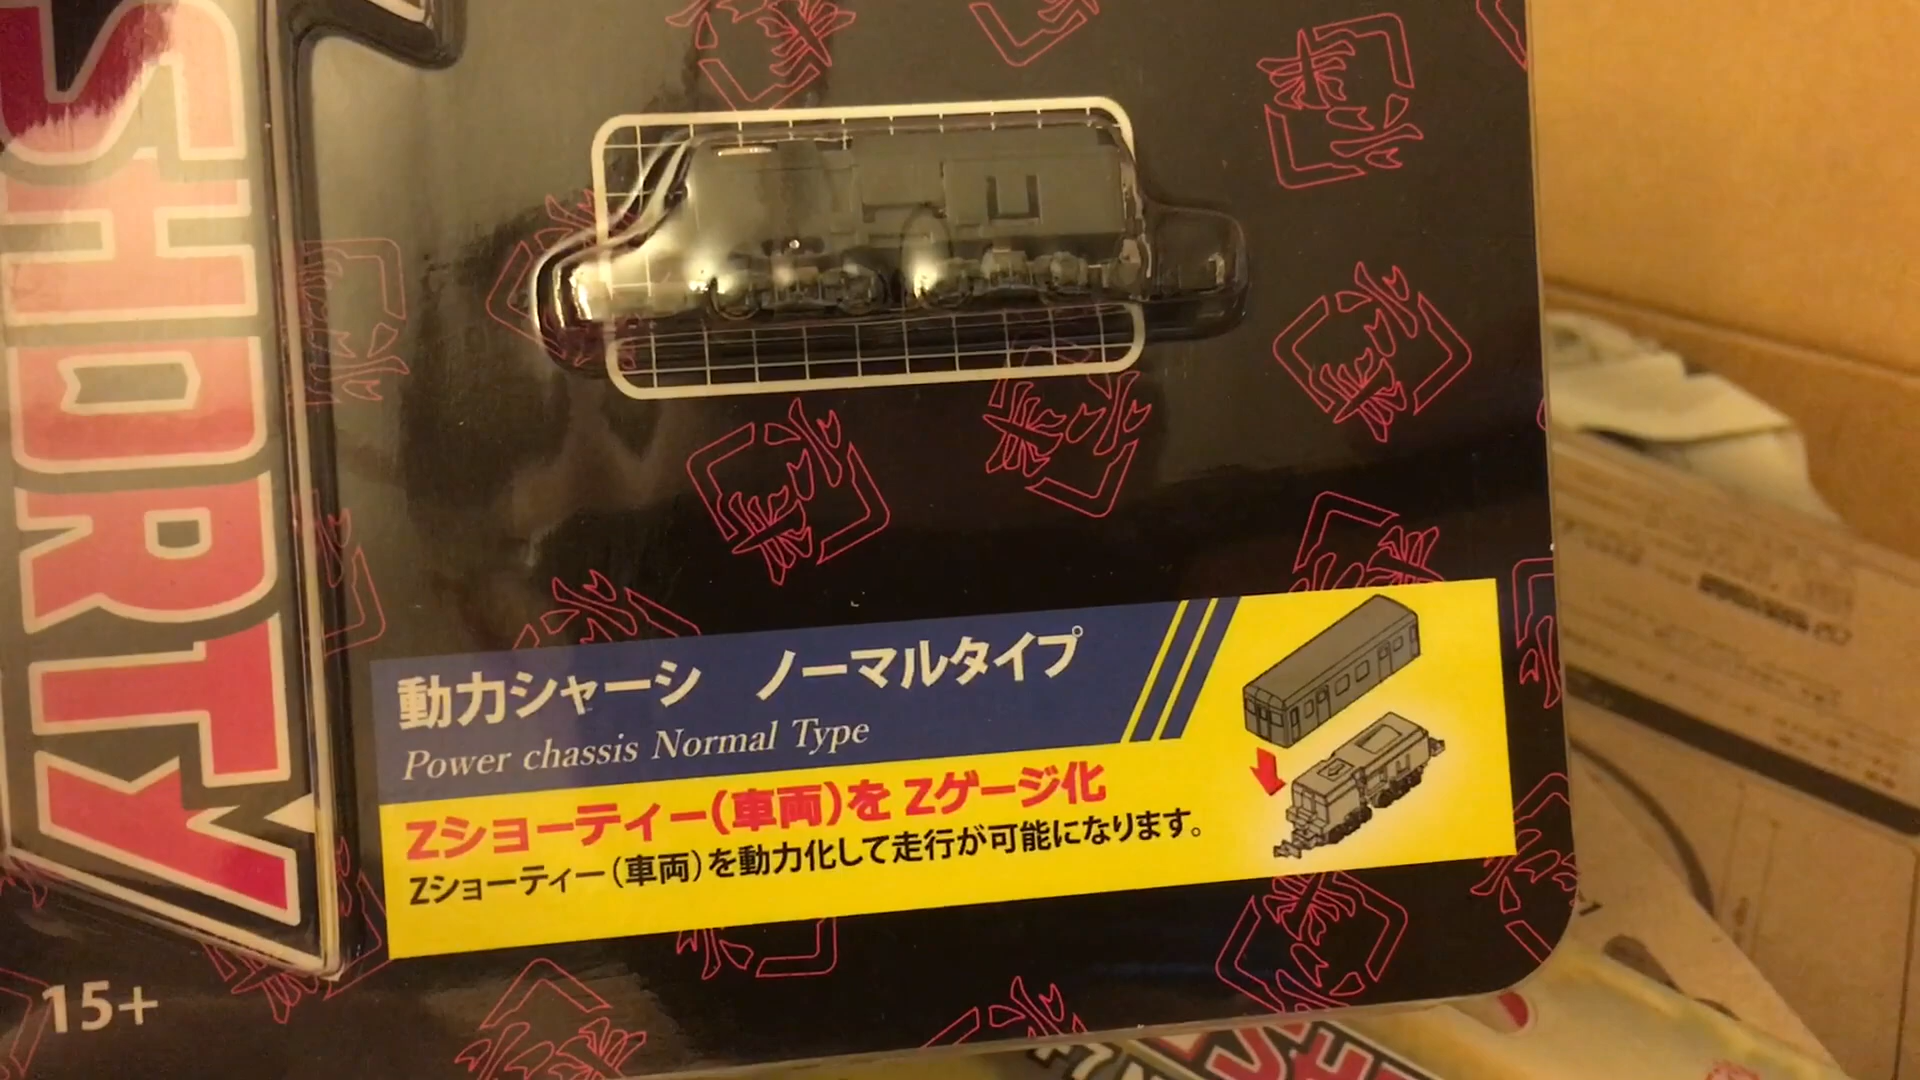 SHORTY
動力シャーシ ノーマルタイプ
Power chassis Normal Type
Zショーティー(車両)を Zゲージ化
Zショーティー(車両)を動力化して走行が可能になります。
15+